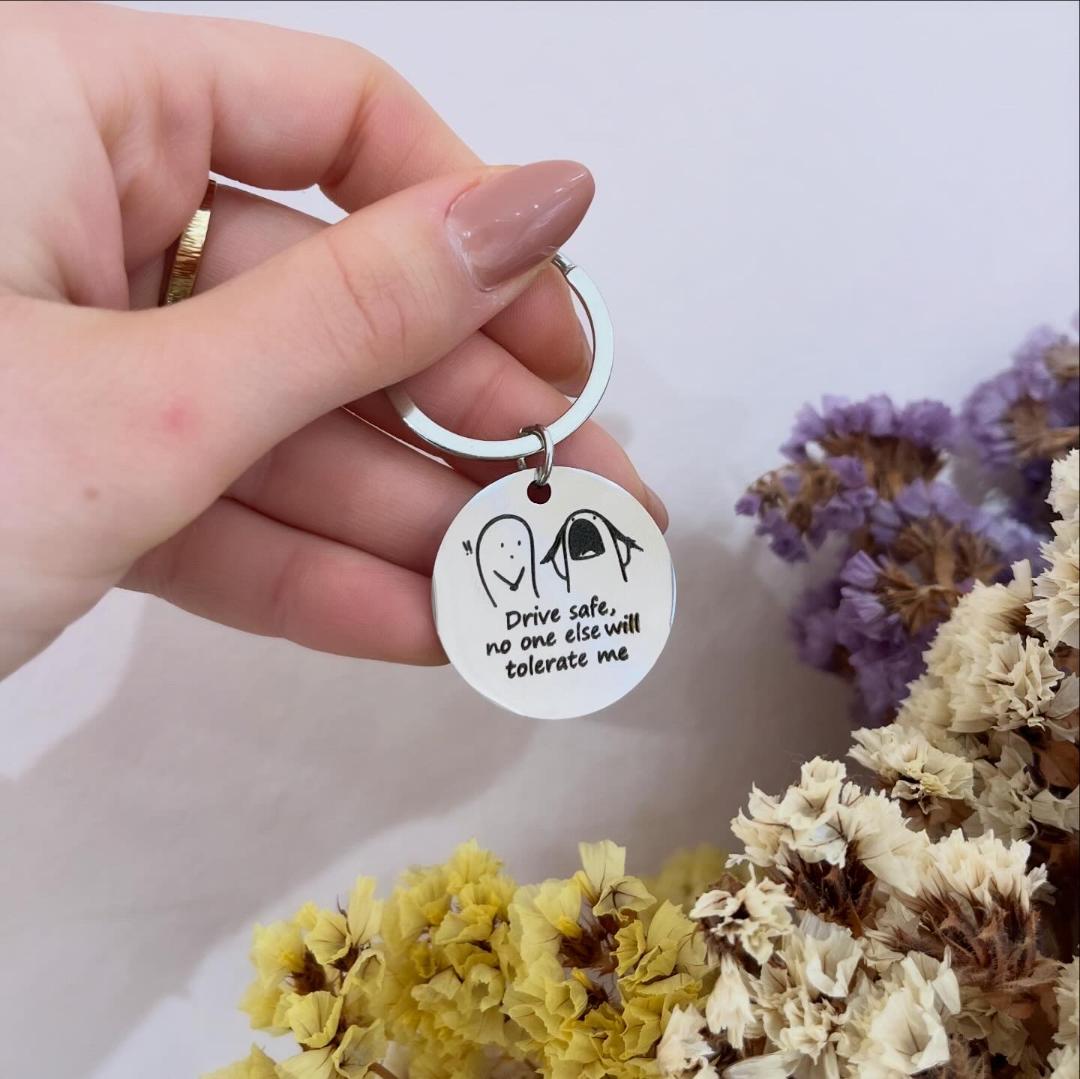 Drive safe,
no one else will
tolerate me